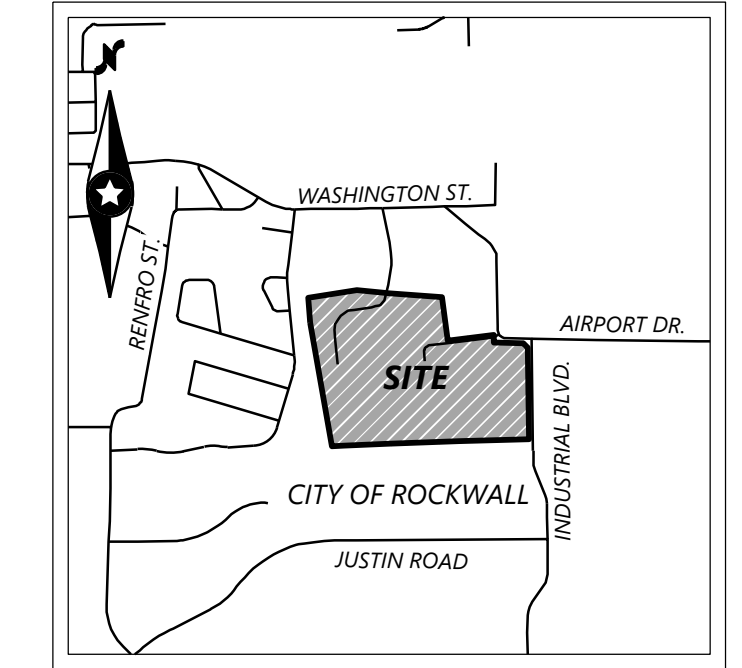 N
WASHINGTON ST.
RENFRO ST.
AIRPORT DR.
SITE
INDUSTRIAL BLVD.
CITY OF ROCKWALL
JUSTIN ROAD